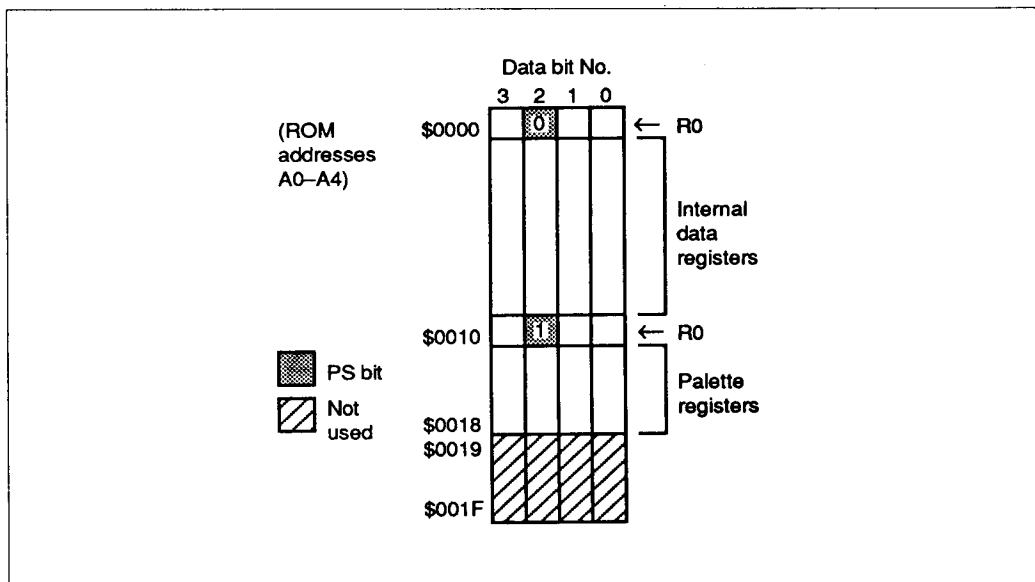 Data bit No.
3 2 1 0
(ROM
addresses
A0–A4)
$0000
0
← R0
Internal
data
registers
$0010
1
← R0
PS bit
Not
used
Palette
registers
$0018
$0019
$001F